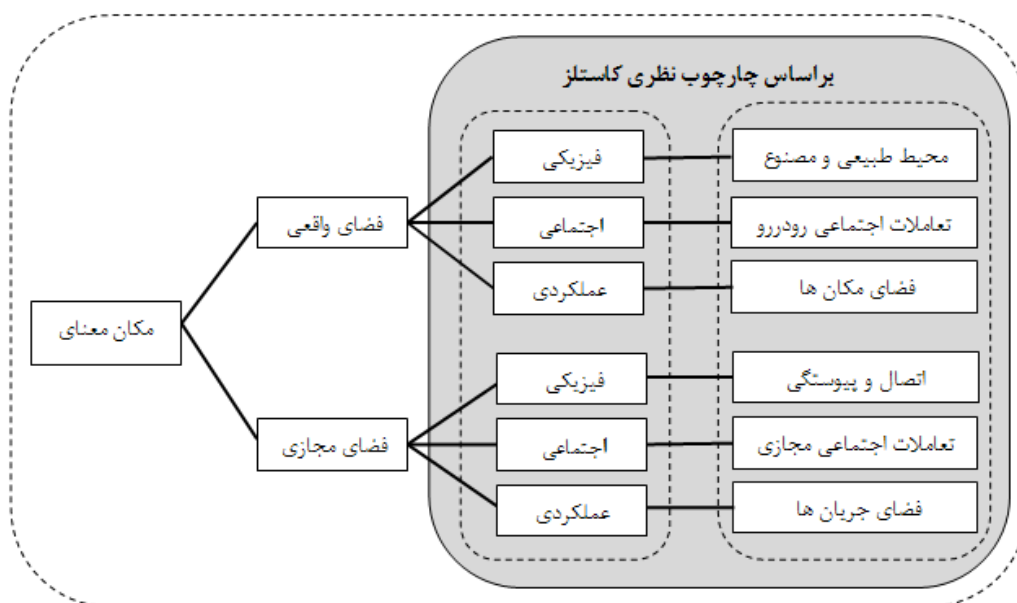 براساس چارچوب نظری کاستلز
فیزیکی
محیط طبیعی و مصنوع
فضای واقعی
اجتماعی
تعاملات اجتماعی رودررو
عملکردی
فضای مکان ها
مکان معنای
فیزیکی
اتصال و پیوستگی
فضای مجازی
اجتماعی
تعاملات اجتماعی مجازی
عملکردی
فضای جریان ها